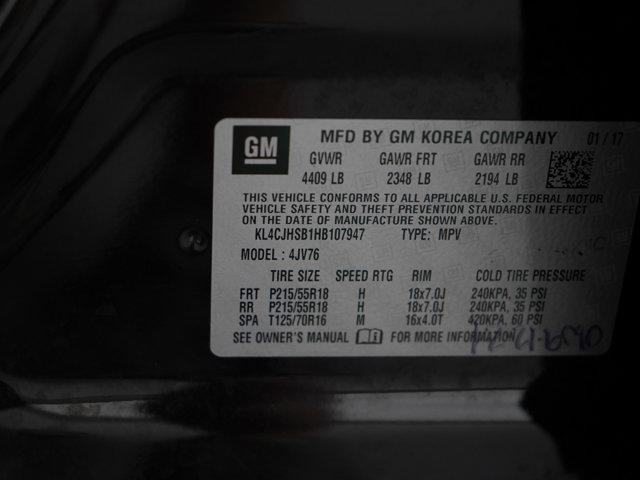 GM MFD BY GM KOREA COMPANY 01/17
GVWR GAWR FRT GAWR RR
4409 LB 2348 LB 2194 LB
THIS VEHICLE CONFORMS TO ALL APPLICABLE U.S. FEDERAL MOTOR
VEHICLE SAFETY AND THEFT PREVENTION STANDARDS IN EFFECT
ON THE DATE OF MANUFACTURE SHOWN ABOVE.
KL4CJHSB1HB107947 TYPE: MPV
MODEL: 4JV76
TIRE SIZE SPEED RTG RIM COLD TIRE PRESSURE
FRT P215/55R18 H 18x7.0J 240KPA, 35 PSI
RR P215/55R18 H 18x7.0J 240KPA, 35 PSI
SPA T125/70R16 M 16x4.0T 420KPA, 60 PSI
SEE OWNER'S MANUAL FOR MORE INFORMATION